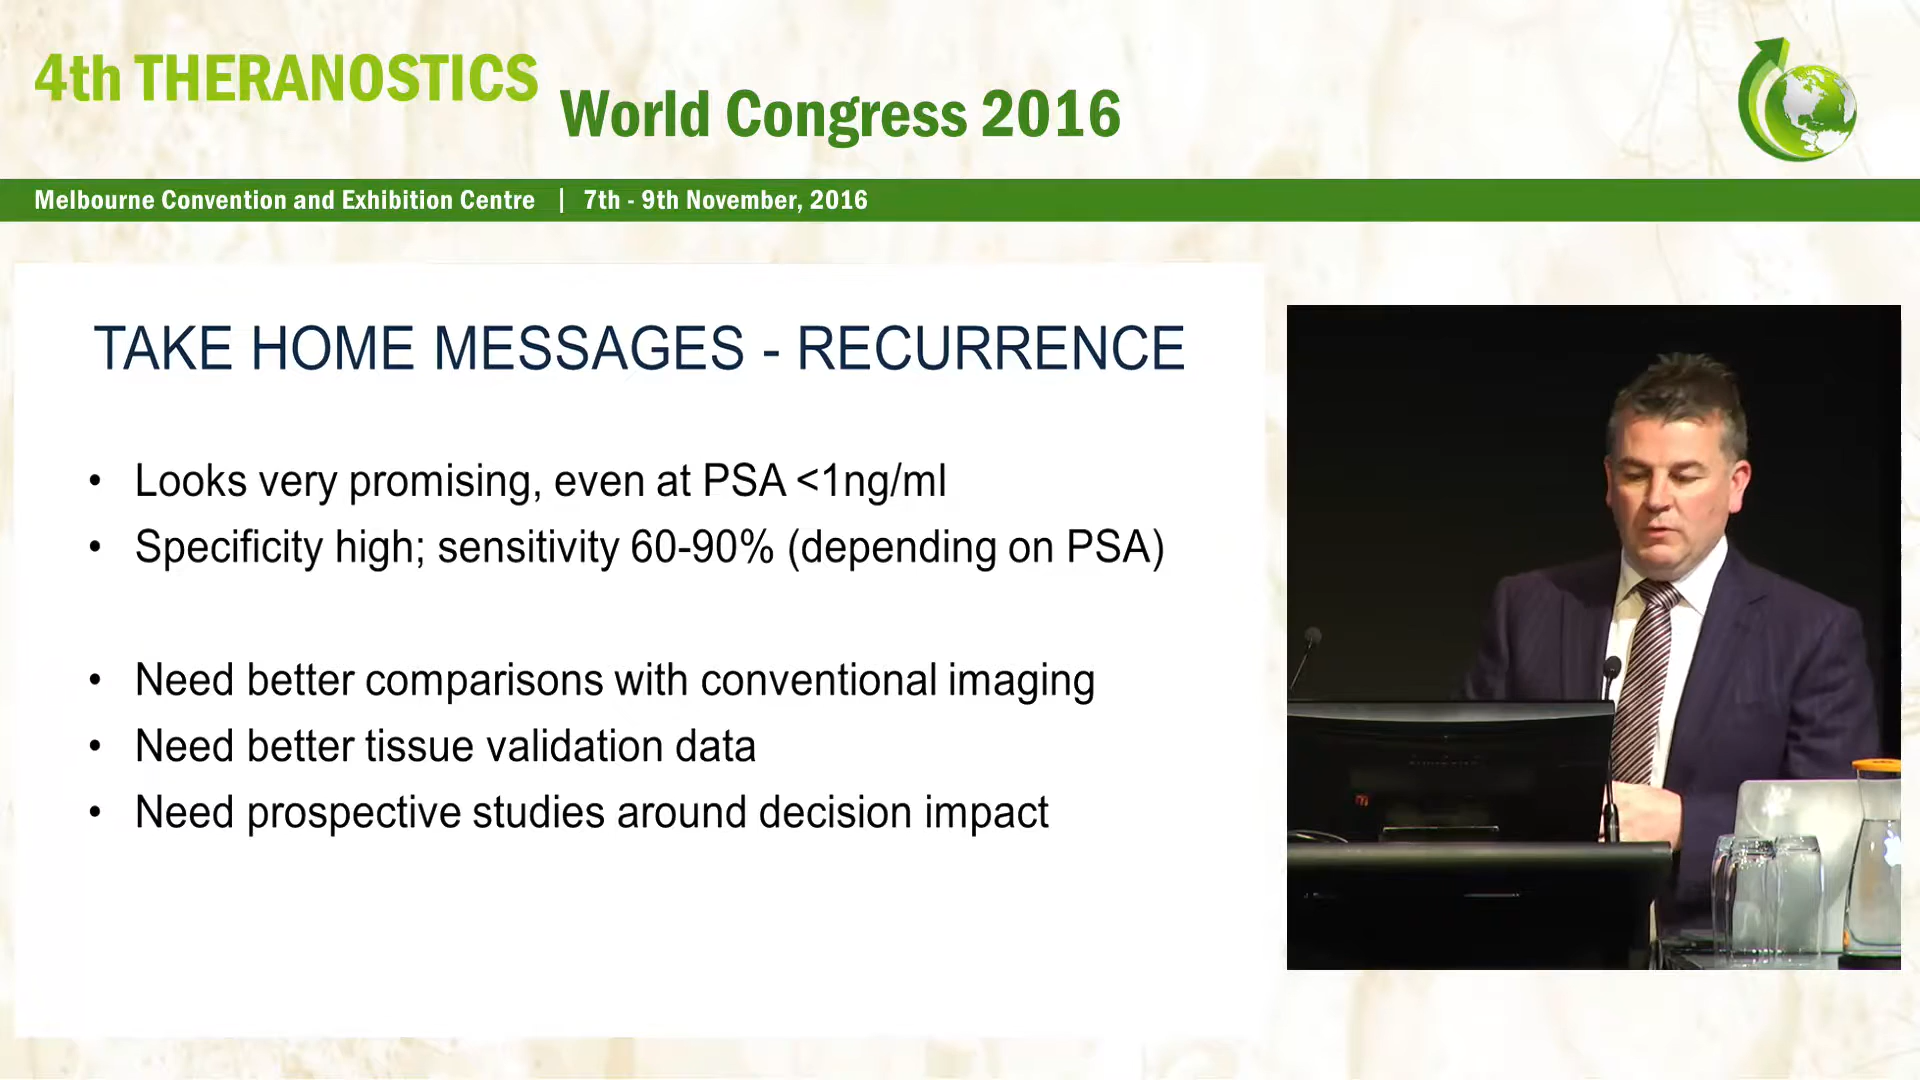 4th THERANOSTICS
World Congress 2016
Melbourne Convention and Exhibition Centre | 7th - 9th November, 2016
TAKE HOME MESSAGES - RECURRENCE
• Looks very promising, even at PSA <1ng/ml
• Specificity high; sensitivity 60-90% (depending on PSA)
• Need better comparisons with conventional imaging
• Need better tissue validation data
• Need prospective studies around decision impact